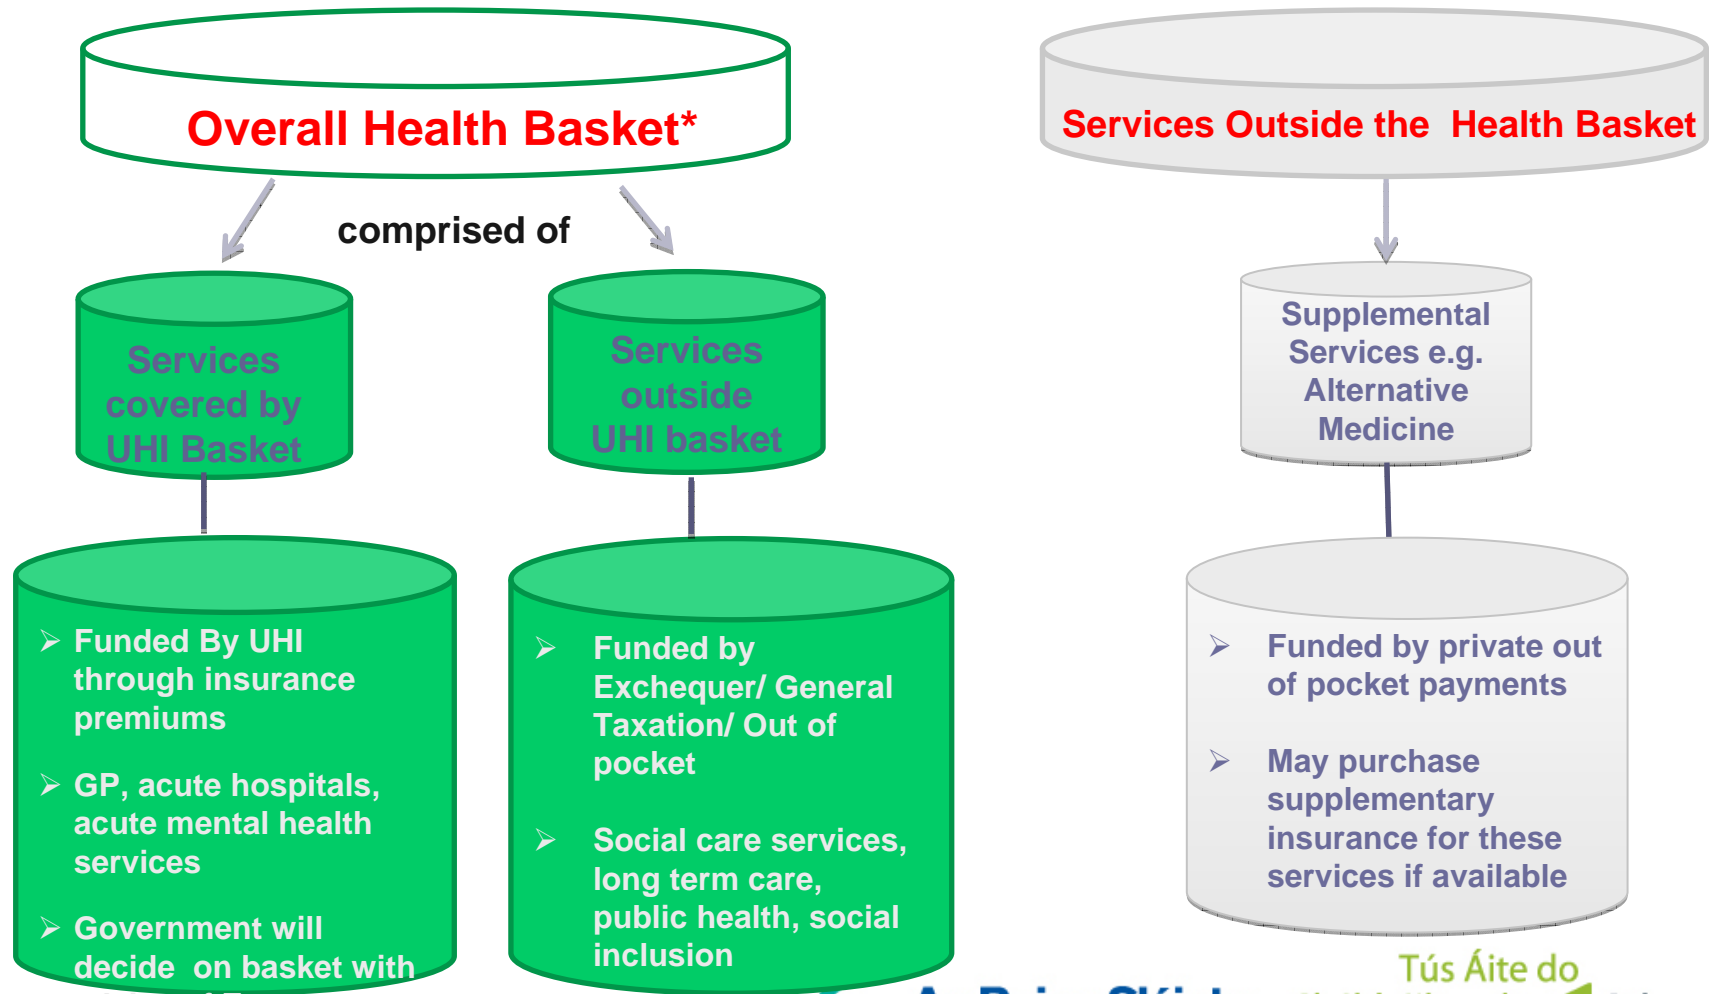 Overall Health Basket*
Services Outside the Health Basket
comprised of
Services
covered by
UHI Basket
Services
outside
UHI basket
Supplemental
Services e.g.
Alternative
Medicine
➢ Funded By UHI
through insurance
premiums
➢ GP, acute hospitals,
acute mental health
services
➢ Government will
decide on basket with
➢ Funded by
Exchequer/ General
Taxation/ Out of
pocket
➢ Social care services,
long term care,
public health, social
inclusion
➢ Funded by private out
of pocket payments
➢ May purchase
supplementary
insurance for these
services if available
Tús Áite do